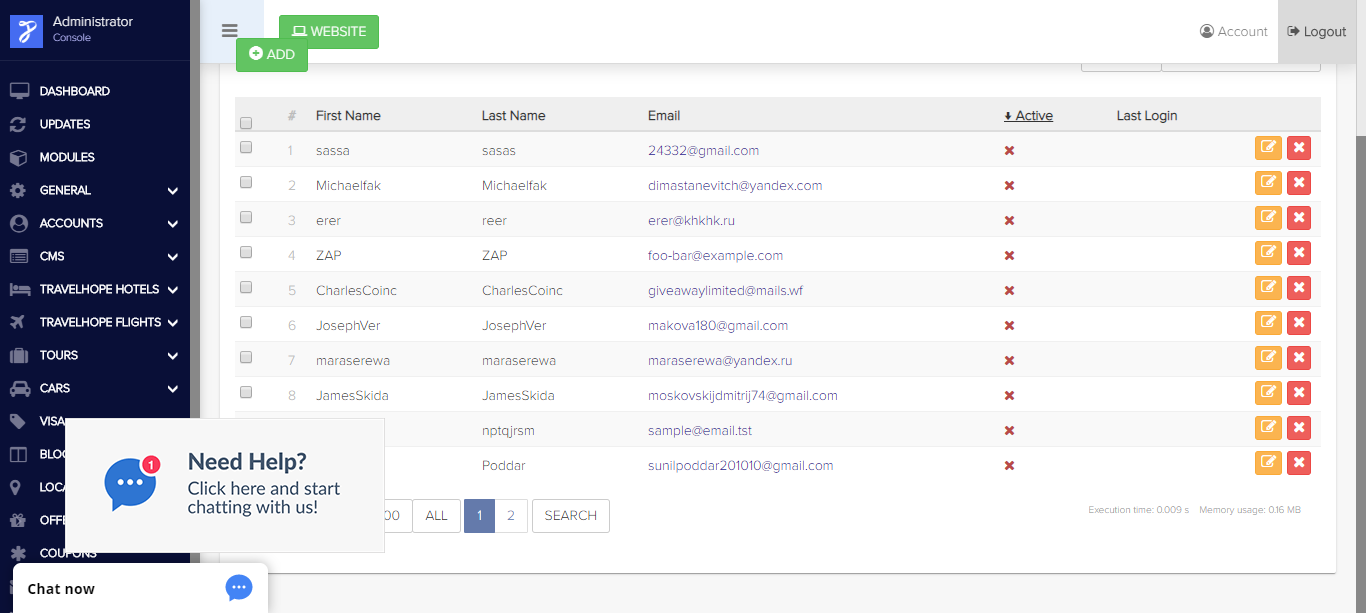 Administrator
Console
WEBSITE
ADD
Account
Logout
DASHBOARD
UPDATES
MODULES
GENERAL
ACCOUNTS
CMS
TRAVELHOPE HOTELS
TRAVELHOPE FLIGHTS
TOURS
CARS
VISA
BLO
LOCA
OFFE
COUPONS
# First Name Last Name Email Active Last Login
1 sassa sasas 24332@gmail.com
2 Michaelfak Michaelfak dimastanevitch@yandex.com
3 erer reer erer@khkhk.ru
4 ZAP ZAP foo-bar@example.com
5 CharlesCoinc CharlesCoinc giveawaylimited@mails.wf
6 JosephVer JosephVer makova180@gmail.com
7 maraserewa maraserewa maraserewa@yandex.ru
8 JamesSkida JamesSkida moskovskijdmitrij74@gmail.com
nptqjrsm sample@email.tst
Poddar sunilpoddar201010@gmail.com
00 ALL 1 2 SEARCH
Execution time: 0.009 s Memory usage: 0.16 MB
1
Need Help?
Click here and start
chatting with us!
Chat now